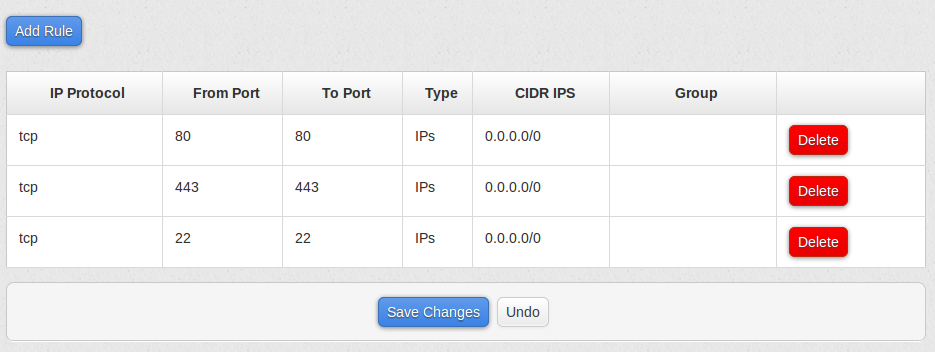 Add Rule
IP Protocol From Port To Port Type CIDR IPS Group
tcp 80 80 IPs 0.0.0.0/0 Delete
tcp 443 443 IPs 0.0.0.0/0 Delete
tcp 22 22 IPs 0.0.0.0/0 Delete
Save Changes Undo